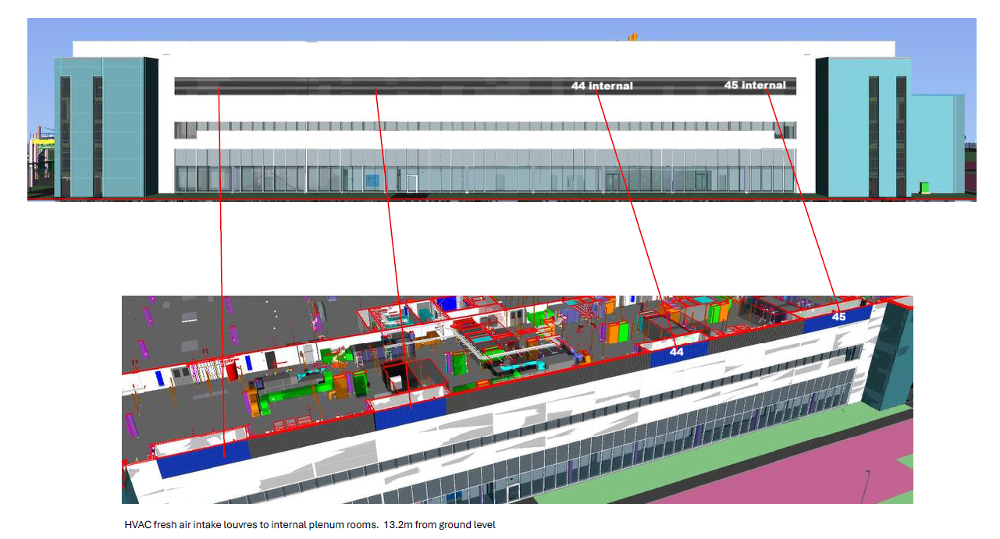 44 internal
45 internal
45
44
HVAC fresh air intake louvres to internal plenum rooms.  13.2m from ground level